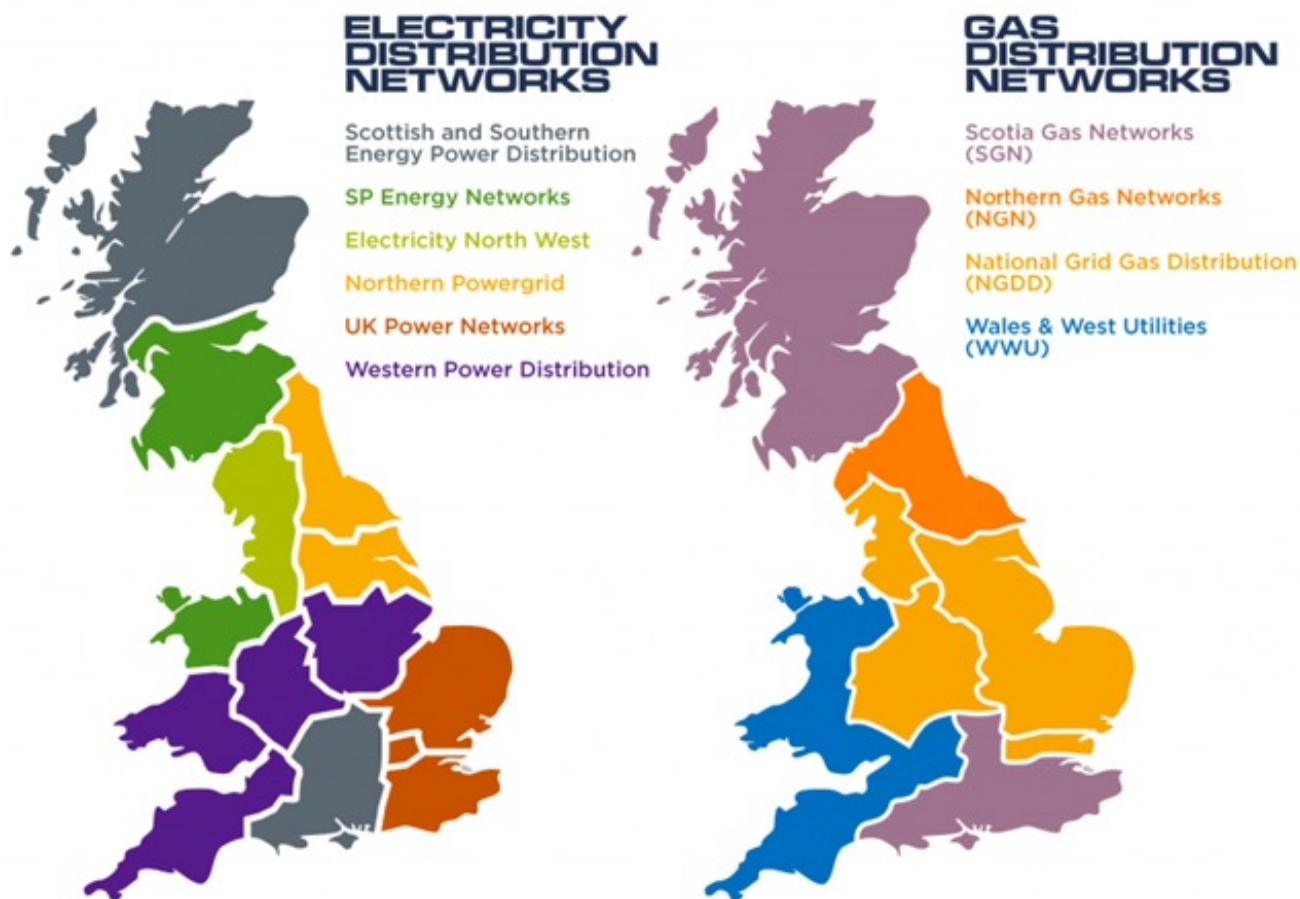 ELECTRICITY
DISTRIBUTION
NETWORKS
Scottish and Southern
Energy Power Distribution
SP Energy Networks
Electricity North West
Northern Powergrid
UK Power Networks
Western Power Distribution
GAS
DISTRIBUTION
NETWORKS
Scotia Gas Networks
(SGN)
Northern Gas Networks
(NGN)
National Grid Gas Distribution
(NGDD)
Wales & West Utilities
(WWU)